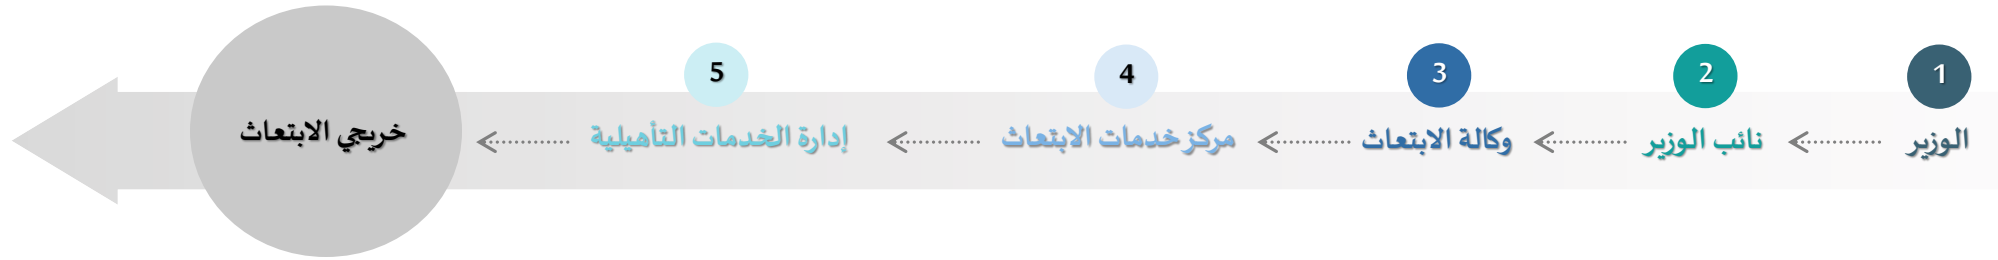 1
الوزير
2
نائب الوزير
3
وكالة الابتعاث
4
مركز خدمات الابتعاث
5
إدارة الخدمات التأهيلية
خريجي الابتعاث